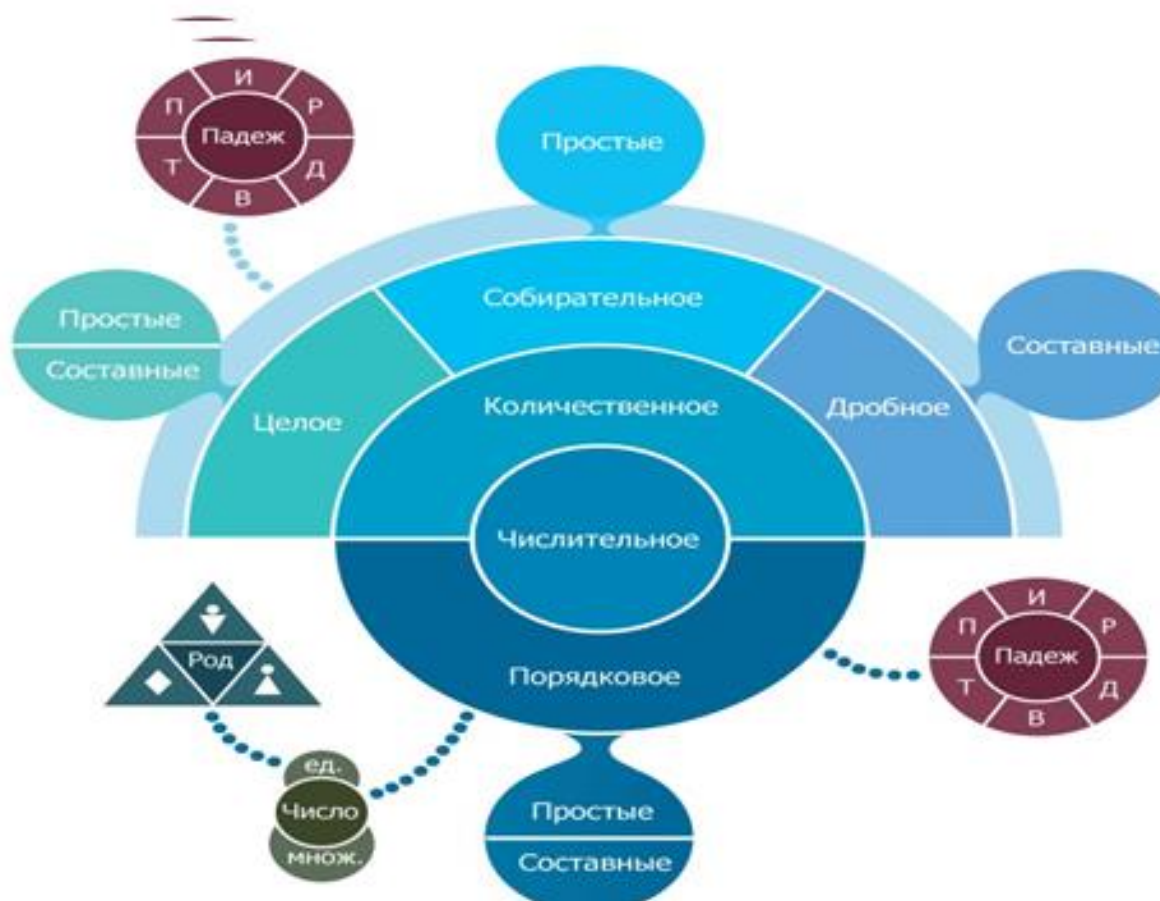 И
П
Р
Падеж
Т
Д
В
Простые
Собирательное
Простые
Составные
Составные
Количественное
Целое
Дробное
Числительное
И
П
Р
Род
Падеж
Порядковое
Т
Д
В
ед.
Число
множ.
Простые
Составные